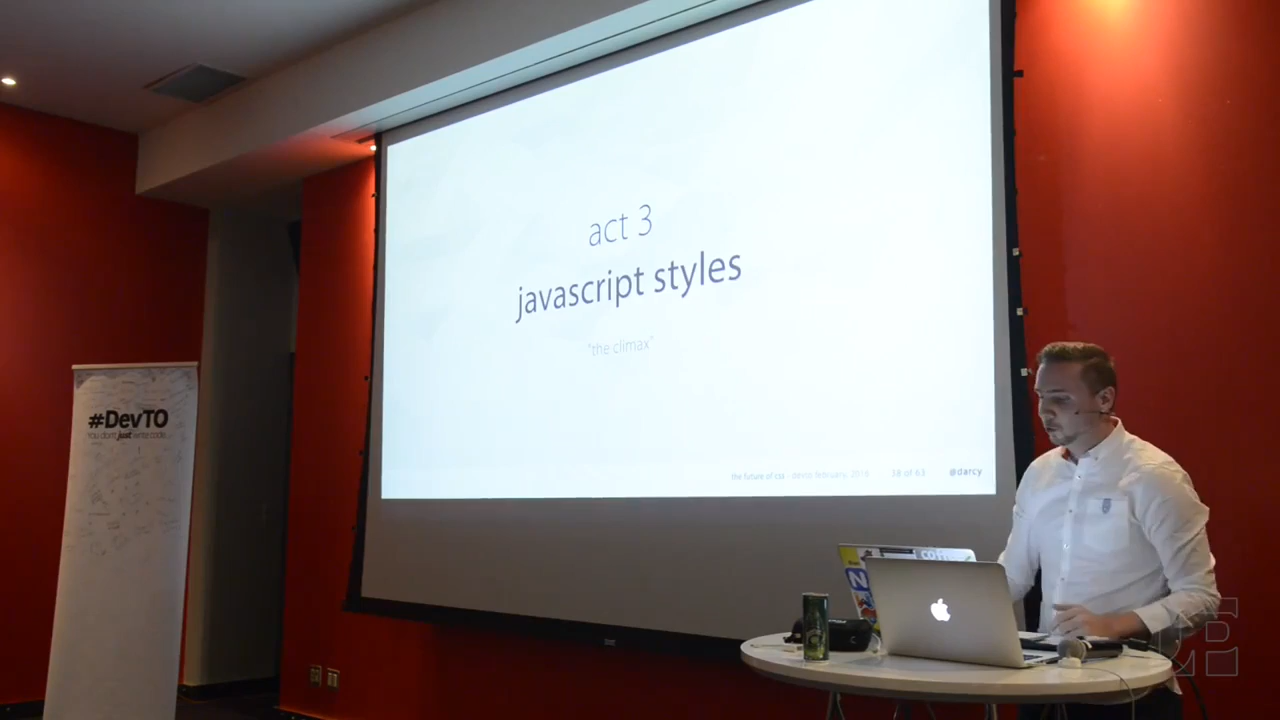 act 3
javascript styles
"the climax"
the future of css - devto february, 2016 38 of 63 @darcy
#DevTO
You don't just write code.